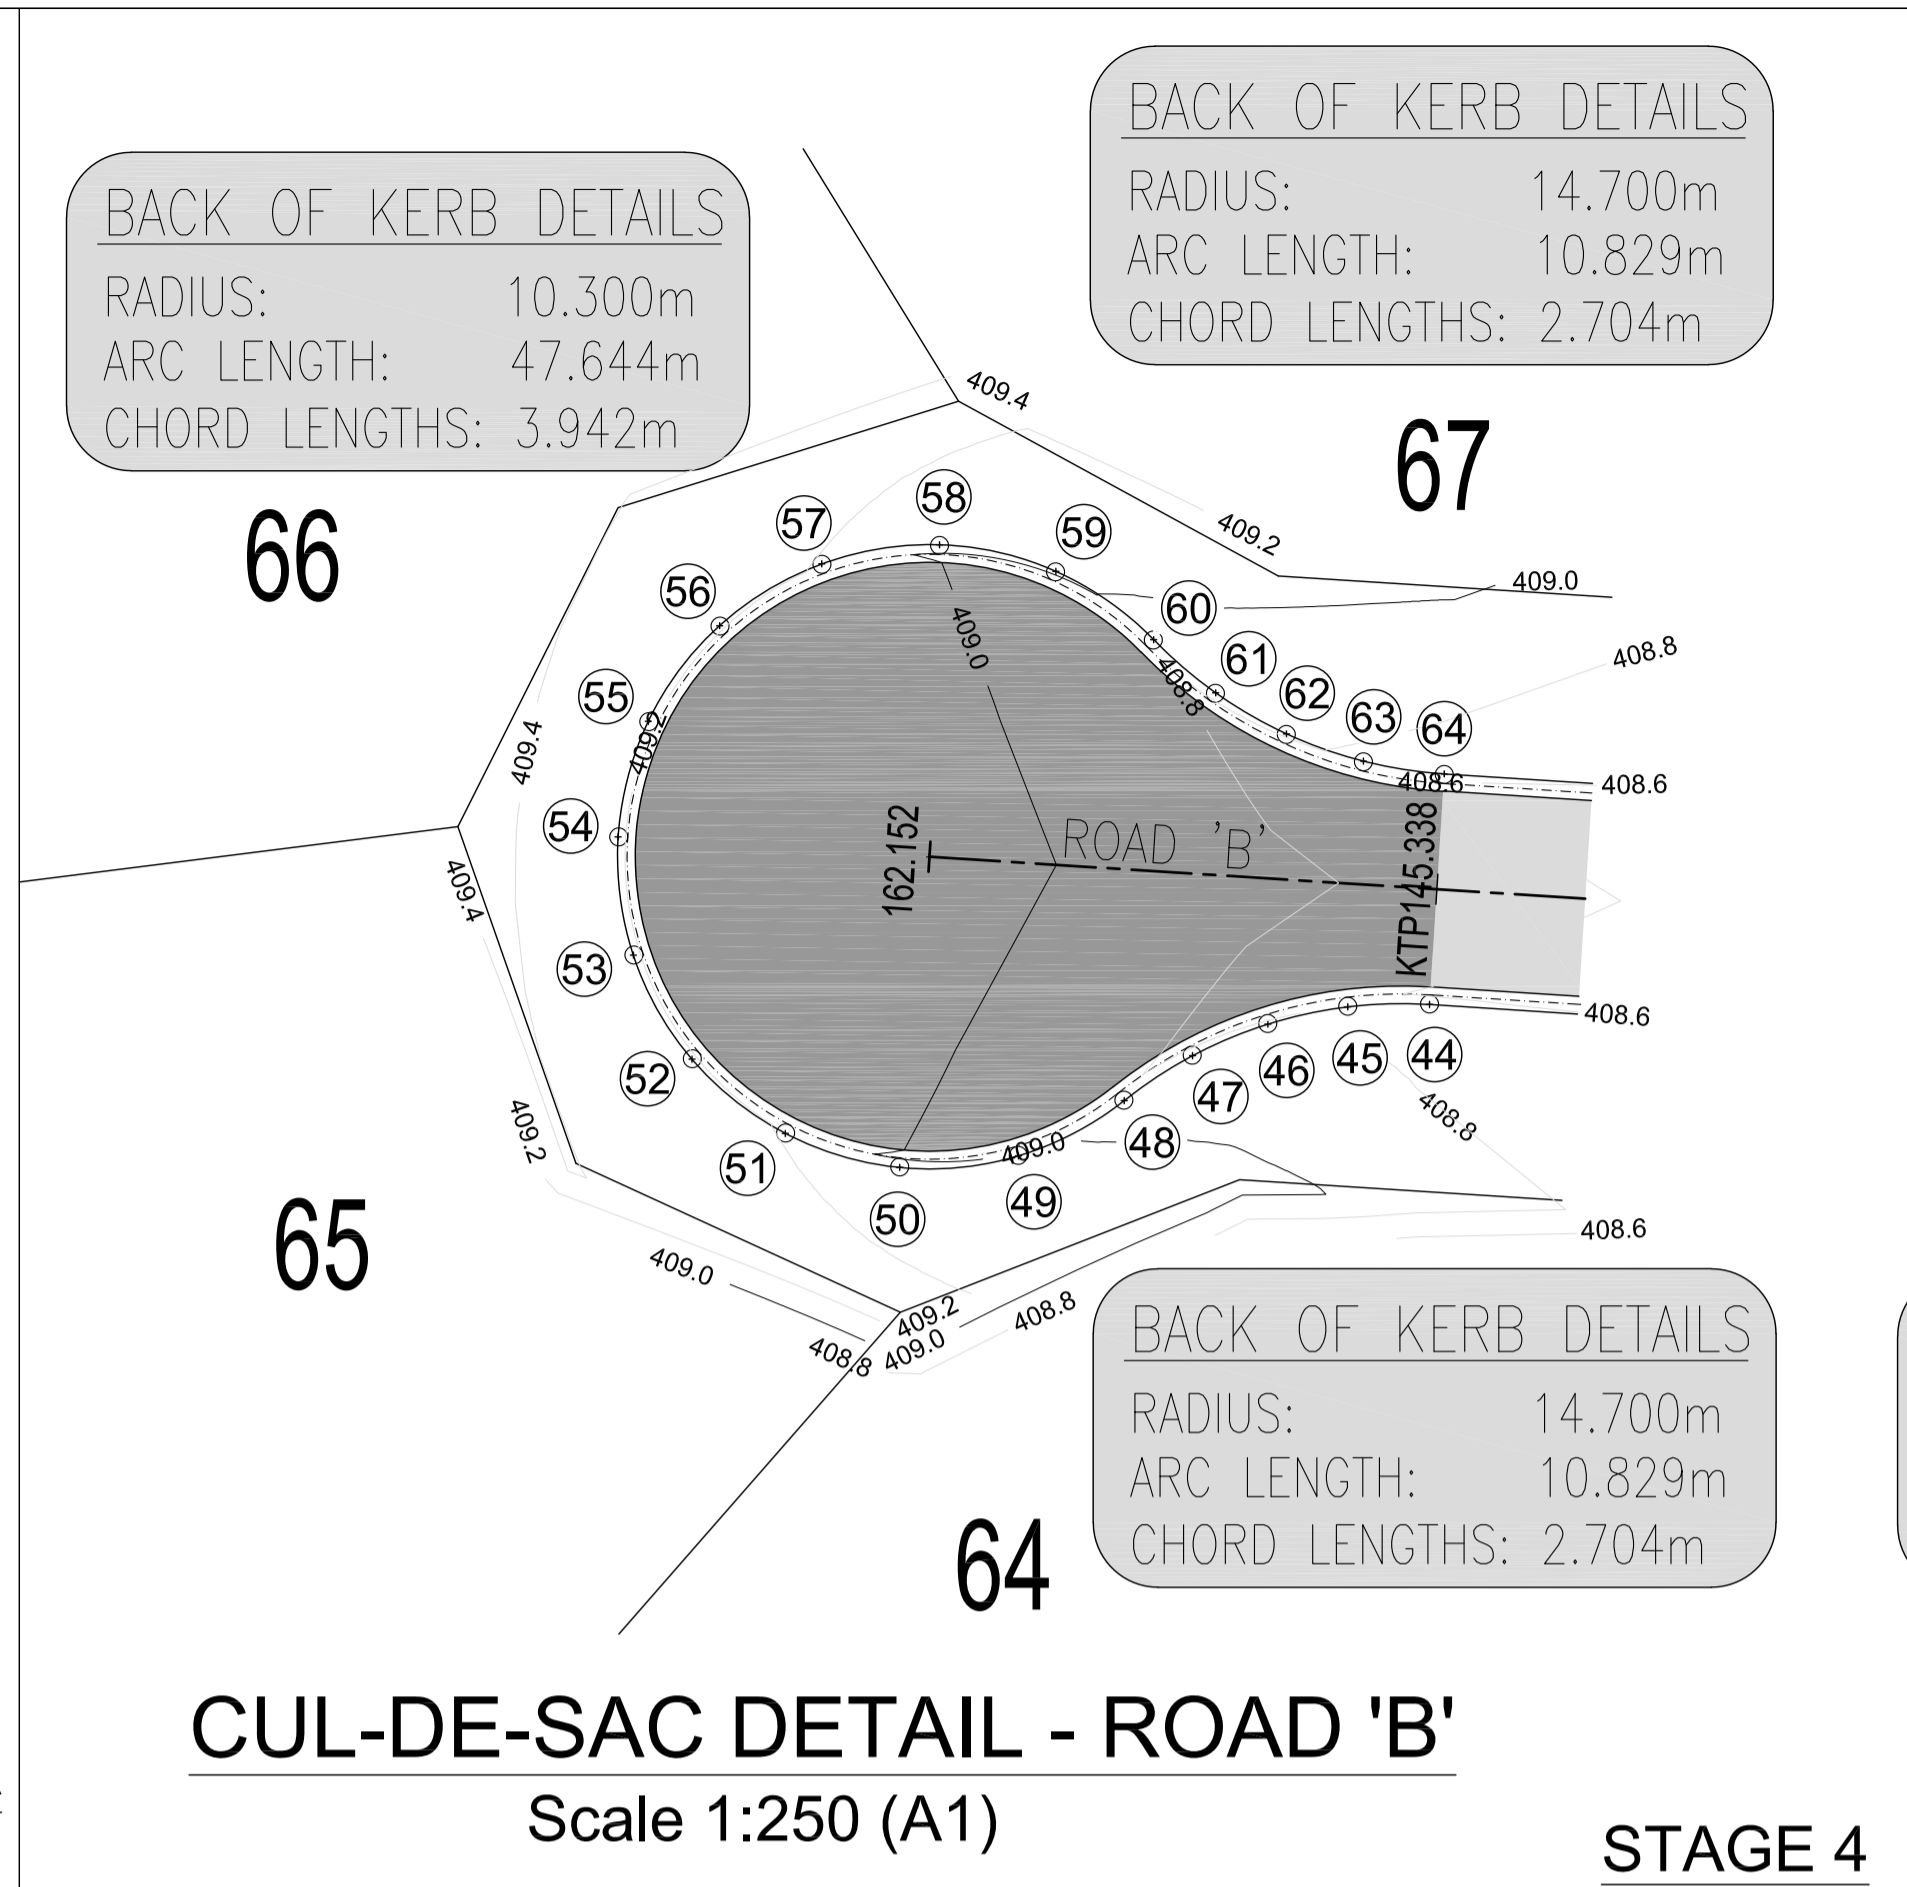 BACK OF KERB DETAILS
RADIUS: 14.700m
ARC LENGTH: 10.829m
CHORD LENGTHS: 2.704m
BACK OF KERB DETAILS
RADIUS: 10.300m
ARC LENGTH: 47.644m
CHORD LENGTHS: 3.942m
409.4
67
66
58
57
59
409.2
56
60
409.0
409.0
61
408.8
55
62
408.8
63
64
409.4
409.2
408.6
408.6
54
162.152
ROAD 'B'
KTP145.338
409.4
53
408.6
52
44
45
46
47
408.8
409.2
51
48
409.0
49
50
65
408.6
409.0
409.2
408.8
408.8
409.0
BACK OF KERB DETAILS
RADIUS: 14.700m
ARC LENGTH: 10.829m
CHORD LENGTHS: 2.704m
64
CUL-DE-SAC DETAIL - ROAD 'B'
Scale 1:250 (A1)
STAGE 4